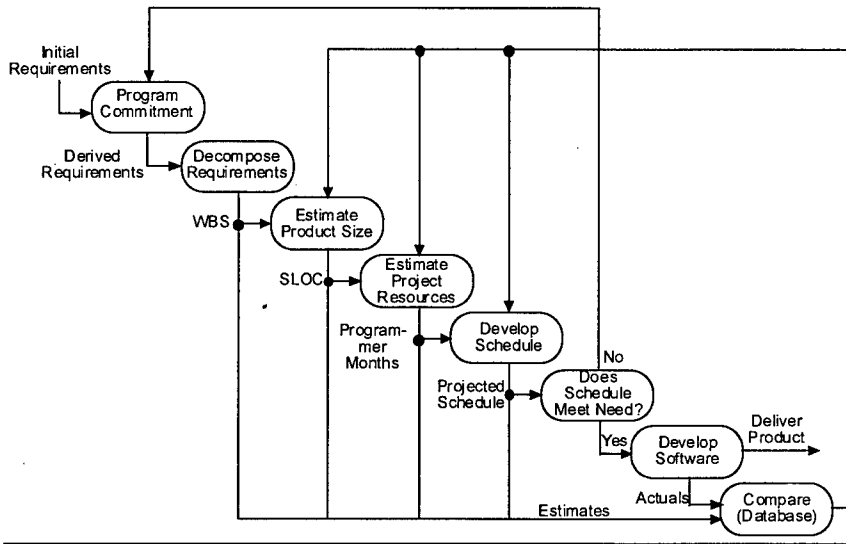 Initial
Requirements
Program
Commitment
Derived
Requirements
Decompose
Requirements
WBS
Estimate
Product Size
SLOC
Estimate
Project
Resources
Program-
mer
Months
Develop
Schedule
No
Projected
Schedule
Does
Schedule
Meet Need?
Deliver
Product
Yes
Develop
Software
Actuals
Estimates
Compare
(Database)